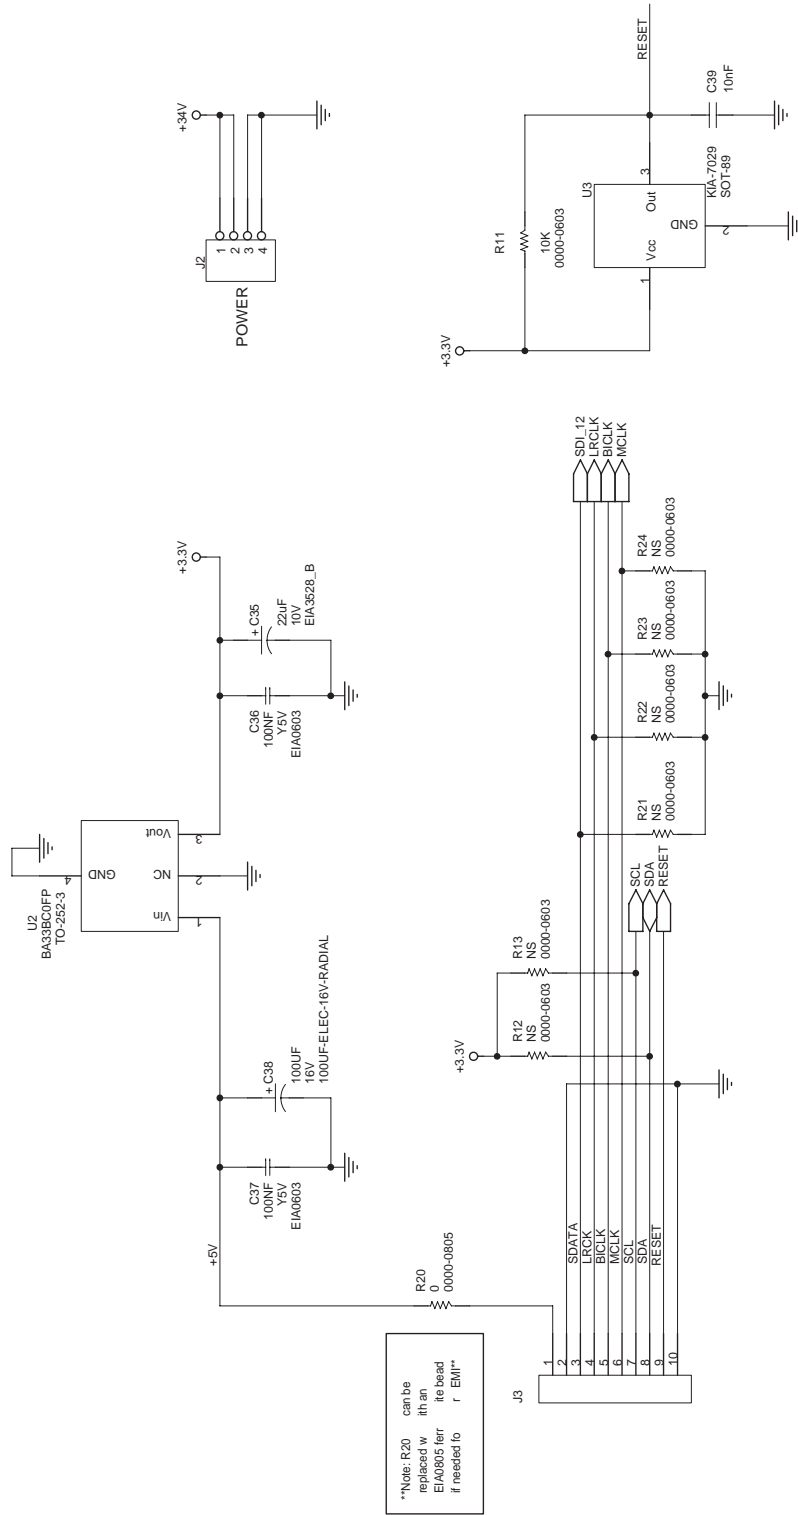 U2
BA33BC0FP
TO-252-3
Vin
NC
GND
Vout
1
2
4
3
+5V
C37
100NF
Y5V
EIA0603
+ C38
100UF
16V
100UF-ELEC-16V-RADIAL
C36
100NF
Y5V
EIA0603
+ C35
22uF
10V
EIA3528_B
+3.3V
POWER
J2
1
2
3
4
+34V
**Note: R20 can be
replaced w ith an
EIA0805 ferr ite bead
if needed fo r EMI**
R20
0
0000-0805
J3
1
2
3
4
5
6
7
8
9
10
SDATA
LRCK
BICLK
MCLK
SCL
SDA
RESET
+3.3V
R12
NS
0000-0603
R13
NS
0000-0603
SCL
SDA
RESET
R21
NS
0000-0603
R22
NS
0000-0603
R23
NS
0000-0603
R24
NS
0000-0603
SDI_12
LRCLK
BICLK
MCLK
+3.3V
R11
10K
0000-0603
U3
Vcc
GND
Out
1
2
3
KIA-7029
SOT-89
C39
10nF
RESET